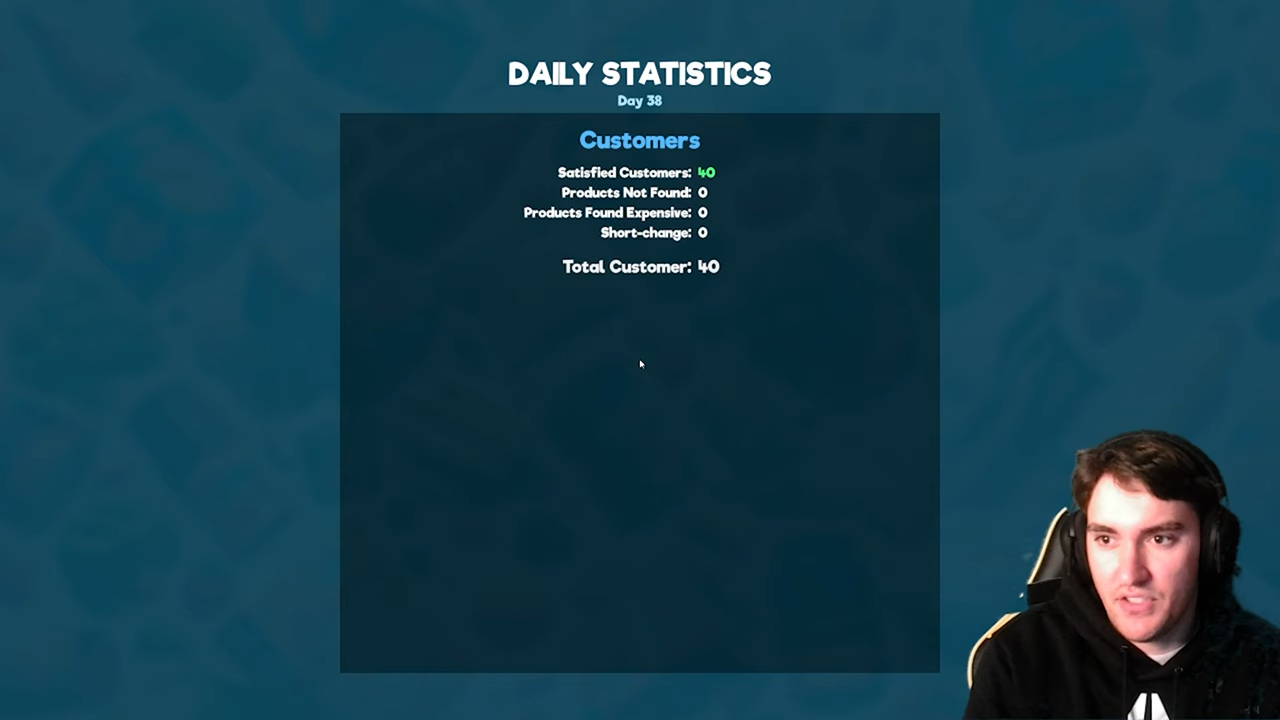 DAILY STATISTICS
Day 38
Customers
Satisfied Customers: 40
Products Not Found: 0
Products Found Expensive: 0
Short-change: 0
Total Customer: 40